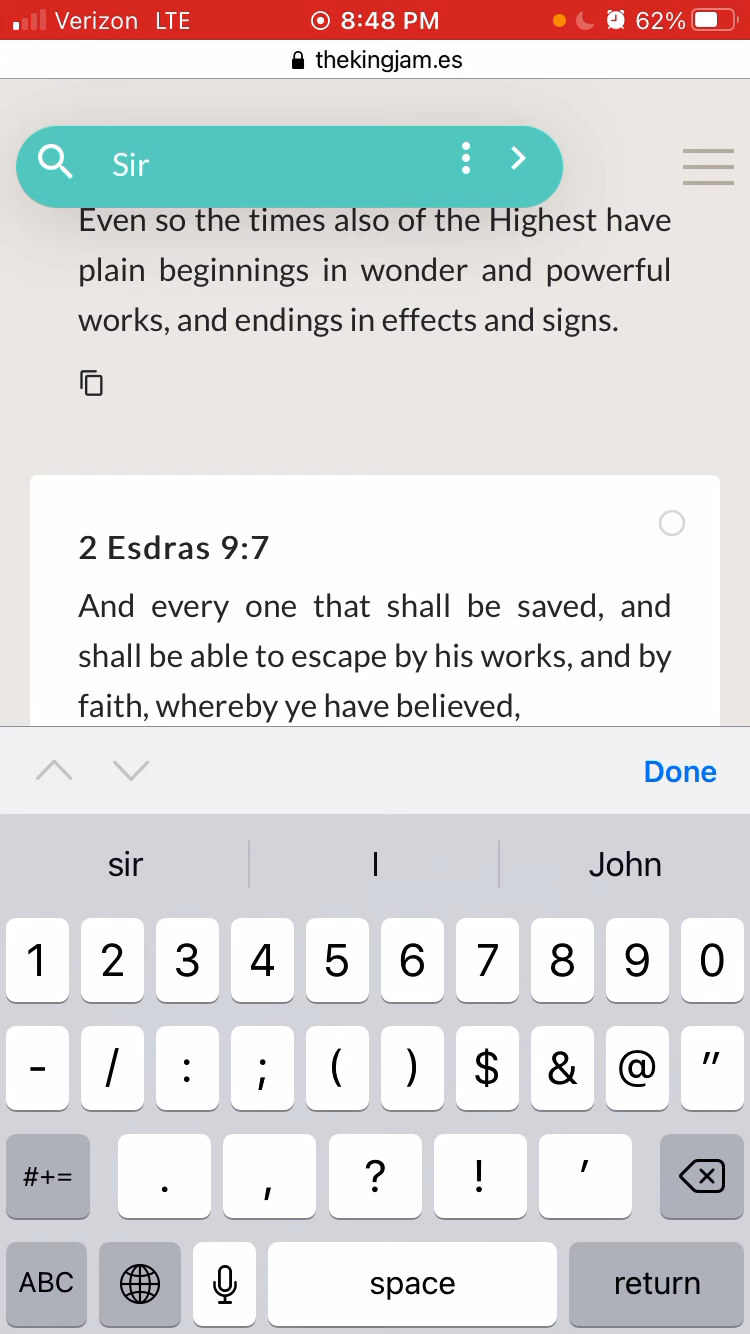 Verizon LTE 8:48 PM 62%
thekingjam.es
Sir
Even so the times also of the Highest have
plain beginnings in wonder and powerful
works, and endings in effects and signs.
2 Esdras 9:7
And every one that shall be saved, and
shall be able to escape by his works, and by
faith, whereby ye have believed,
Done
sir I John
1 2 3 4 5 6 7 8 9 0
- / : ; ( ) $ & @ "
#+= . , ? ! '
ABC space return